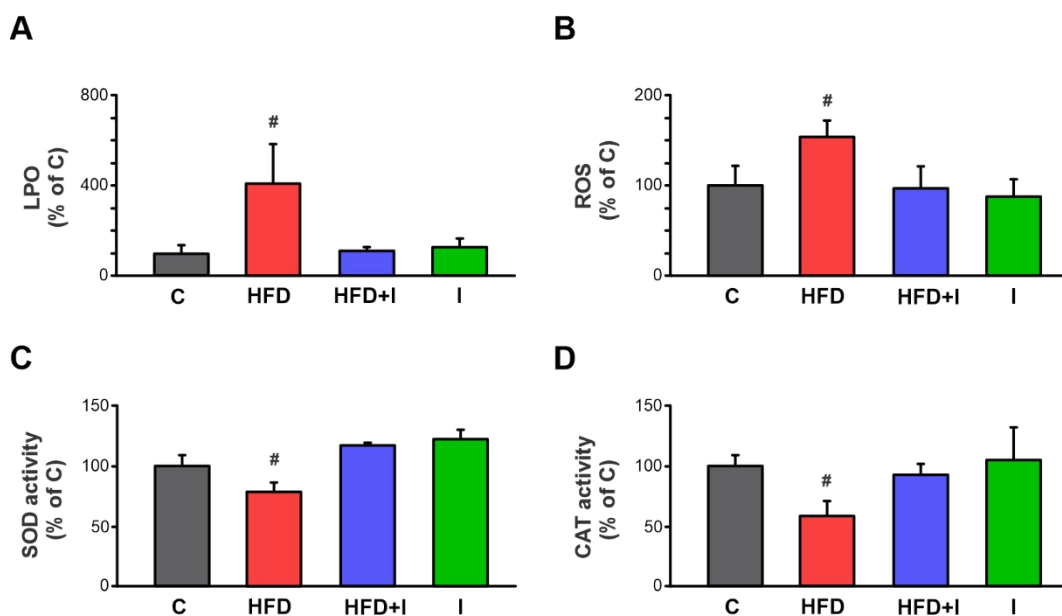 A
LPO
(% of C)
800
400
0
#
C HFD HFD+I I
B
ROS
(% of C)
200
100
0
#
C HFD HFD+I I
C
SOD activity
(% of C)
150
100
50
0
#
C HFD HFD+I I
D
CAT activity
(% of C)
150
100
50
0
#
C HFD HFD+I I